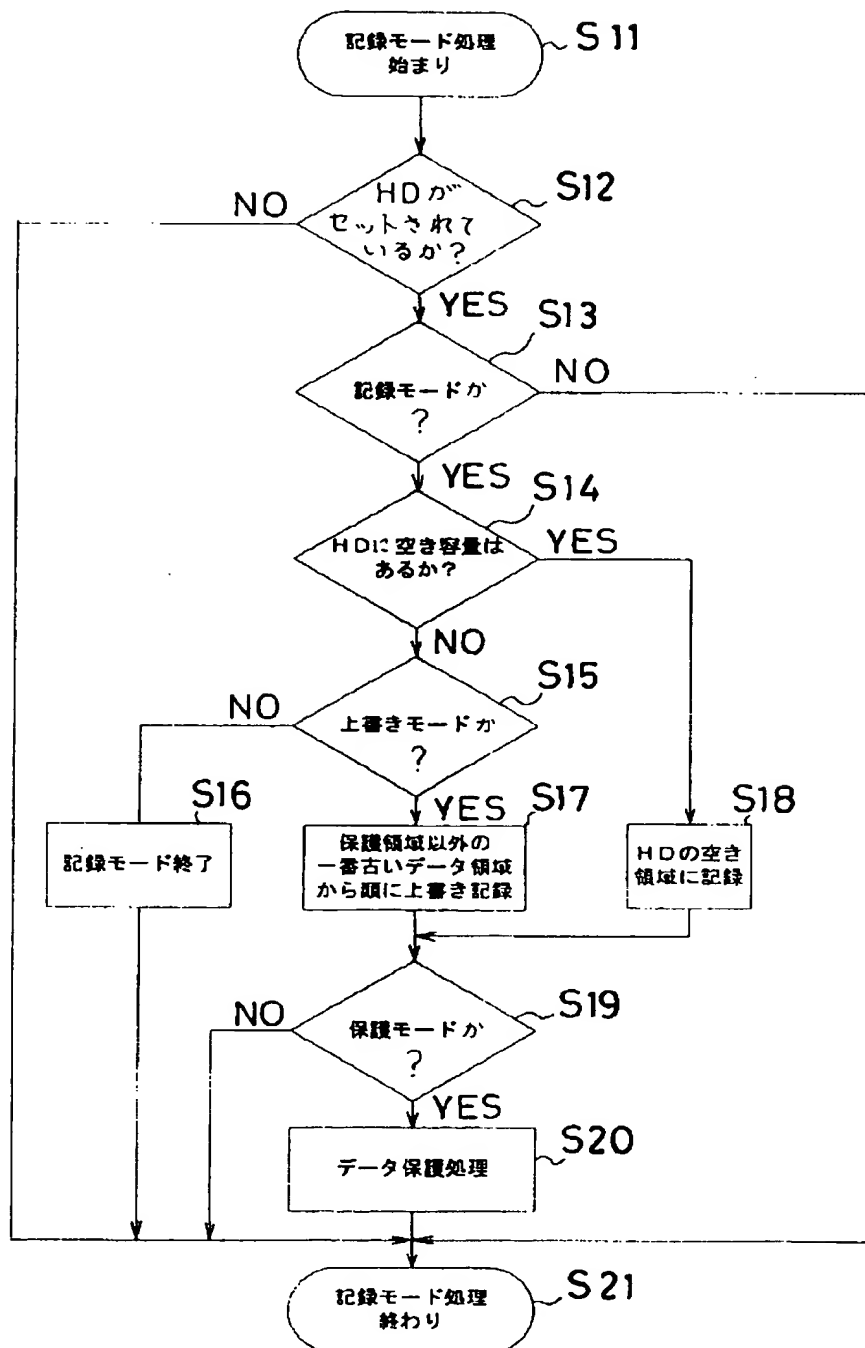 記録モード処理
始まり
S11
HDが
セットされて
いるか?
S12
NO
YES
S13
記録モードか
?
NO
YES
S14
HDに空き容量は
あるか?
YES
NO
S15
上書きモードか
?
NO
YES
S16
記録モード終了
S17
保護領域以外の
一番古いデータ領域
から順に上書き記録
S18
HDの空き
領域に記録
S19
保護モードか
?
NO
YES
S20
データ保護処理
記録モード処理
終わり
S21